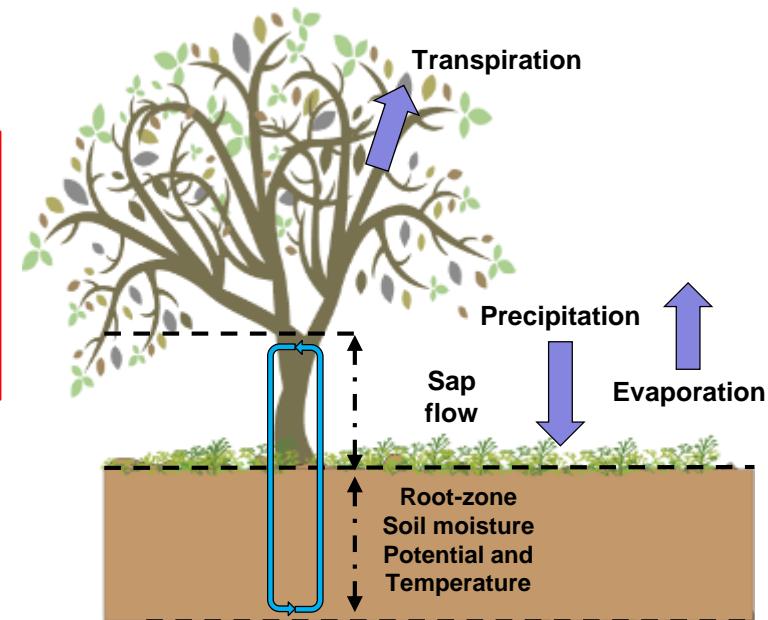 Transpiration
Precipitation
Evaporation
Sap
flow
Root-zone
Soil moisture
Potential and
Temperature